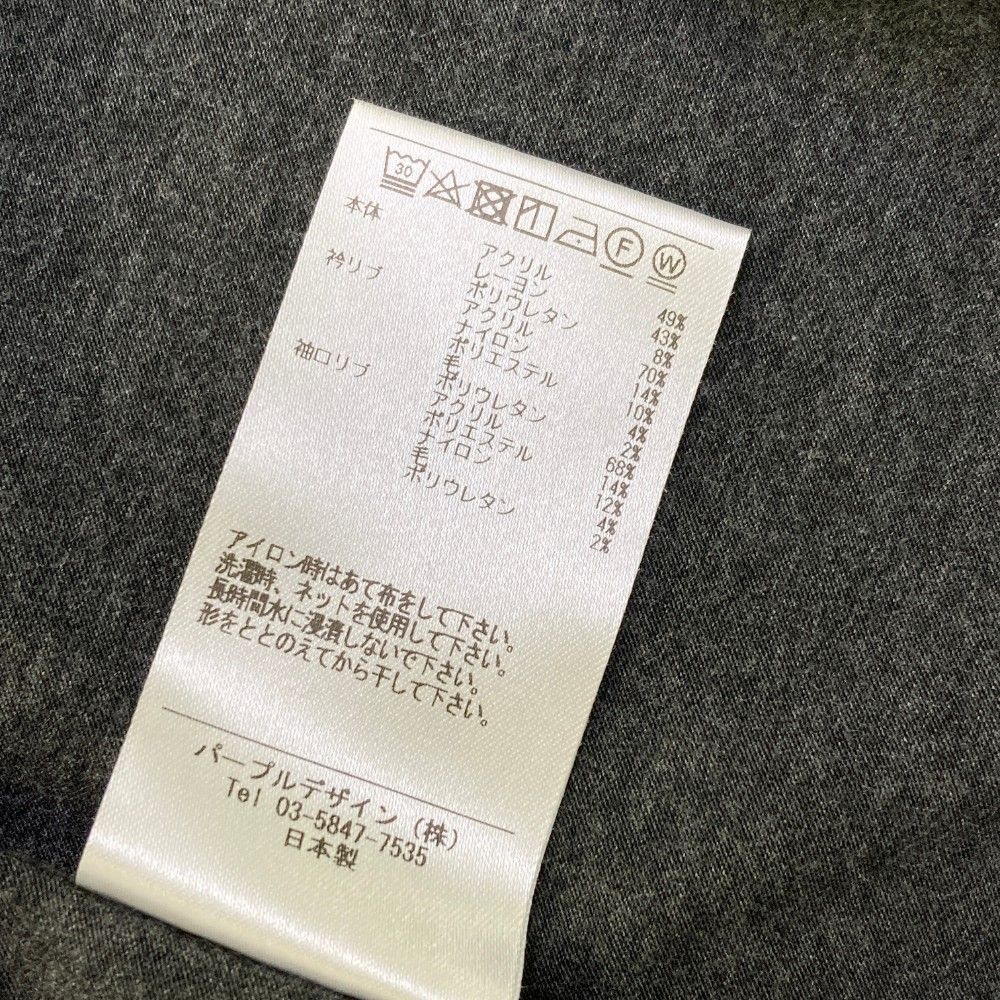 30
F W
本体 アクリル 49%
レーヨン 43%
ポリウレタン 8%
衿リブ アクリル 70%
ナイロン 14%
ポリエステル 10%
毛 4%
ポリウレタン 2%
袖口リブ アクリル 68%
ポリエステル 14%
ナイロン 12%
毛 4%
ポリウレタン 2%
アイロン時はあて布をして下さい。
洗濯時、ネットを使用して下さい。
長時間水に浸漬しないで下さい。
形をととのえてから干して下さい。
パープルデザイン(株)
Tel 03-5847-7535
日本製